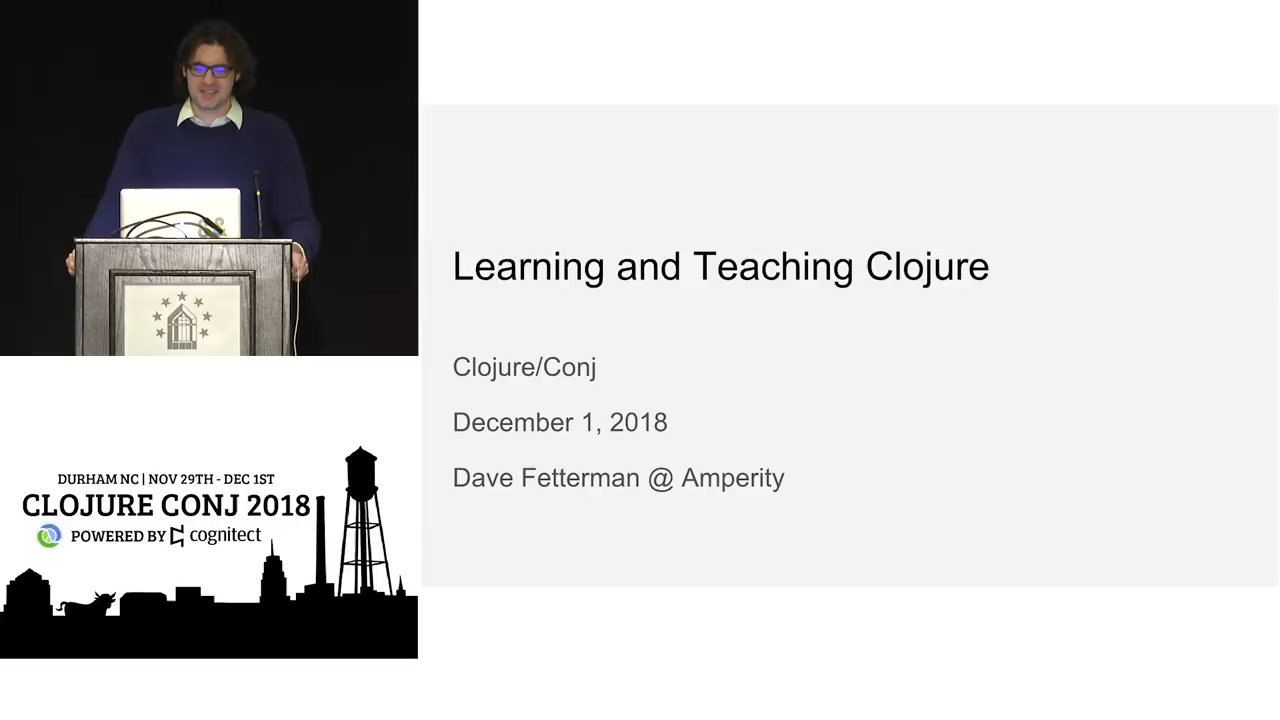 Learning and Teaching Clojure
Clojure/Conj
December 1, 2018
Dave Fetterman @ Amperity
DURHAM NC | NOV 29TH - DEC 1ST
CLOJURE CONJ 2018
POWERED BY cognitect